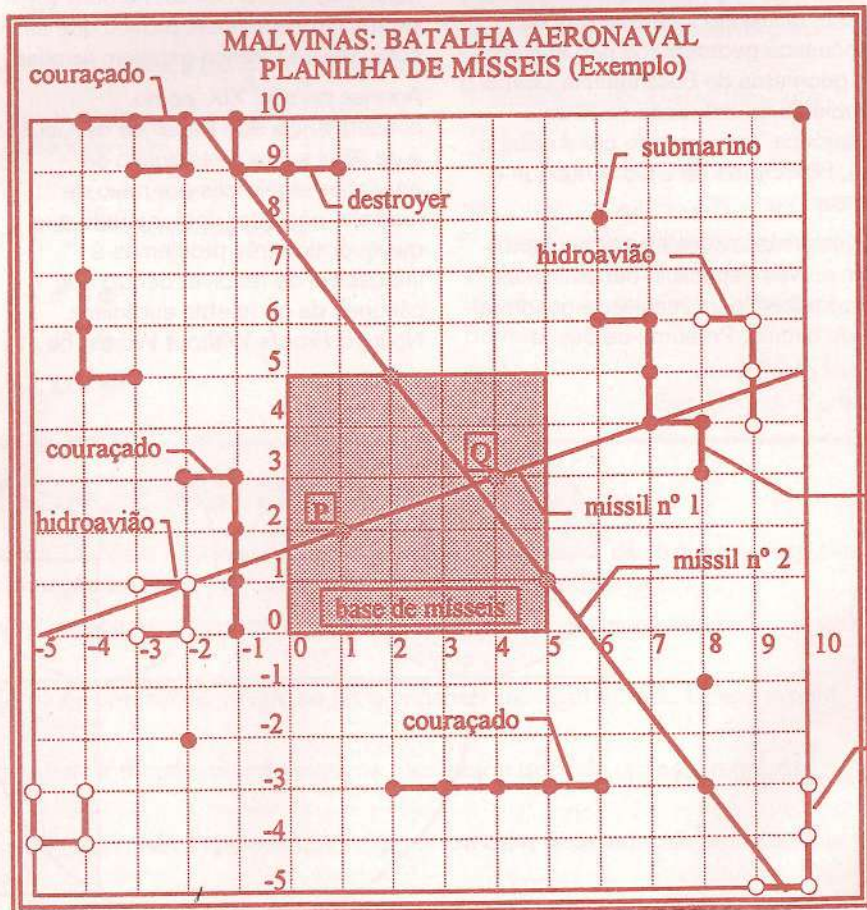 MALVINAS: BATALHA AERONAVAL
PLANILHA DE MÍSSEIS (Exemplo)
couraçado
10
9
submarino
destroyer
8
7
hidroavião
6
5
4
couraçado
3
Q
P
míssil nº 1
hidroavião
2
míssil nº 2
1
base de mísseis
0
-5 -4 -3 -2 -1 0 1 2 3 4 5 6 7 8 9 10
-1
-2
couraçado
-3
-4
-5